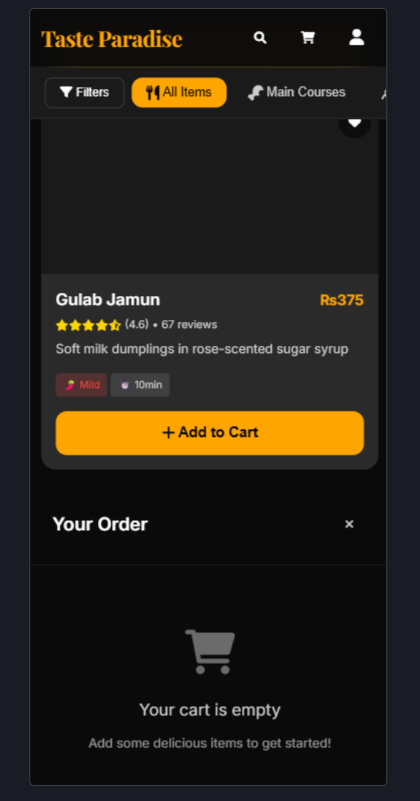 Taste Paradise
Filters
All Items
Main Courses
Gulab Jamun
Rs375
(4.6) • 67 reviews
Soft milk dumplings in rose-scented sugar syrup
Mild
10min
+ Add to Cart
Your Order
×
Your cart is empty
Add some delicious items to get started!